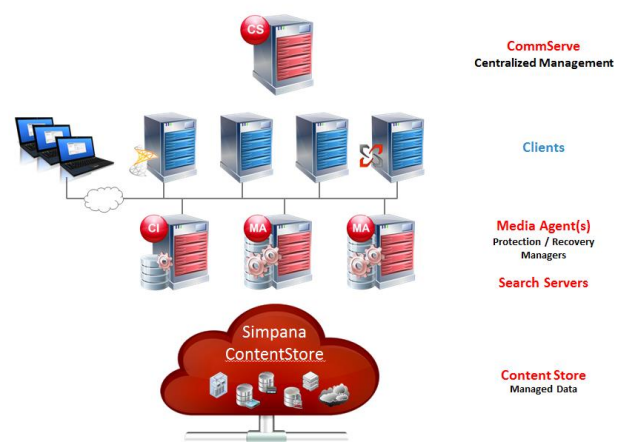 CS
CommServe
Centralized Management
Clients
CI
MA
MA
Media Agent(s)
Protection / Recovery
Managers
Search Servers
Simpana
ContentStore
Content Store
Managed Data